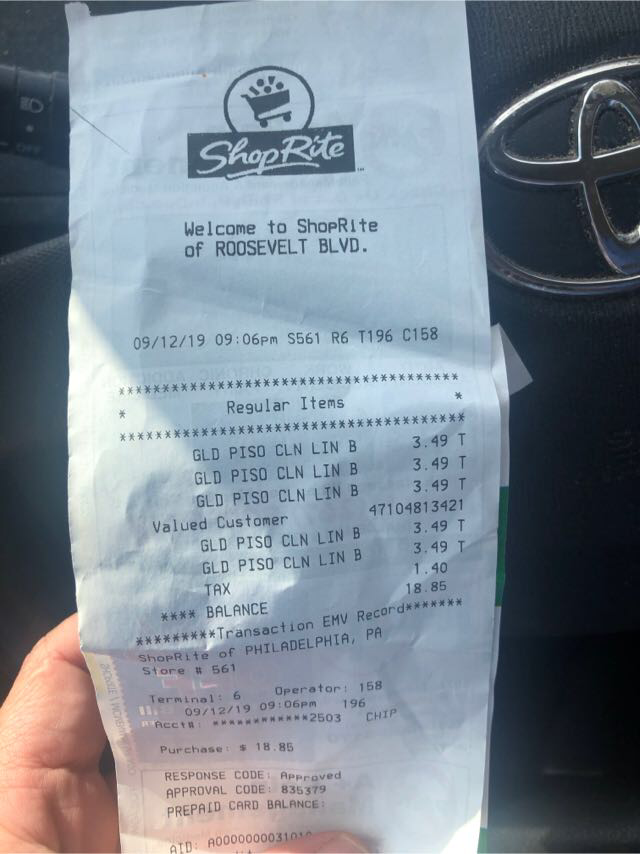 ShopRite
Welcome to ShopRite
of ROOSEVELT BLVD.
09/12/19 09:06pm S561 R6 T196 C158
****************************************
* Regular Items *
****************************************
GLD PISO CLN LIN B 3.49 T
GLD PISO CLN LIN B 3.49 T
GLD PISO CLN LIN B 3.49 T
Valued Customer 47104813421
GLD PISO CLN LIN B 3.49 T
GLD PISO CLN LIN B 3.49 T
TAX 1.40
**** BALANCE 18.85
*********Transaction EMV Record*******
ShopRite of PHILADELPHIA, PA
Store # 561
Terminal: 6 Operator: 158
09/12/19 09:06pm 196
Acct#: ************2503 CHIP
Purchase: $ 18.85
RESPONSE CODE: Approved
APPROVAL CODE: 835379
PREPAID CARD BALANCE:
AID: A0000000031010
OFF